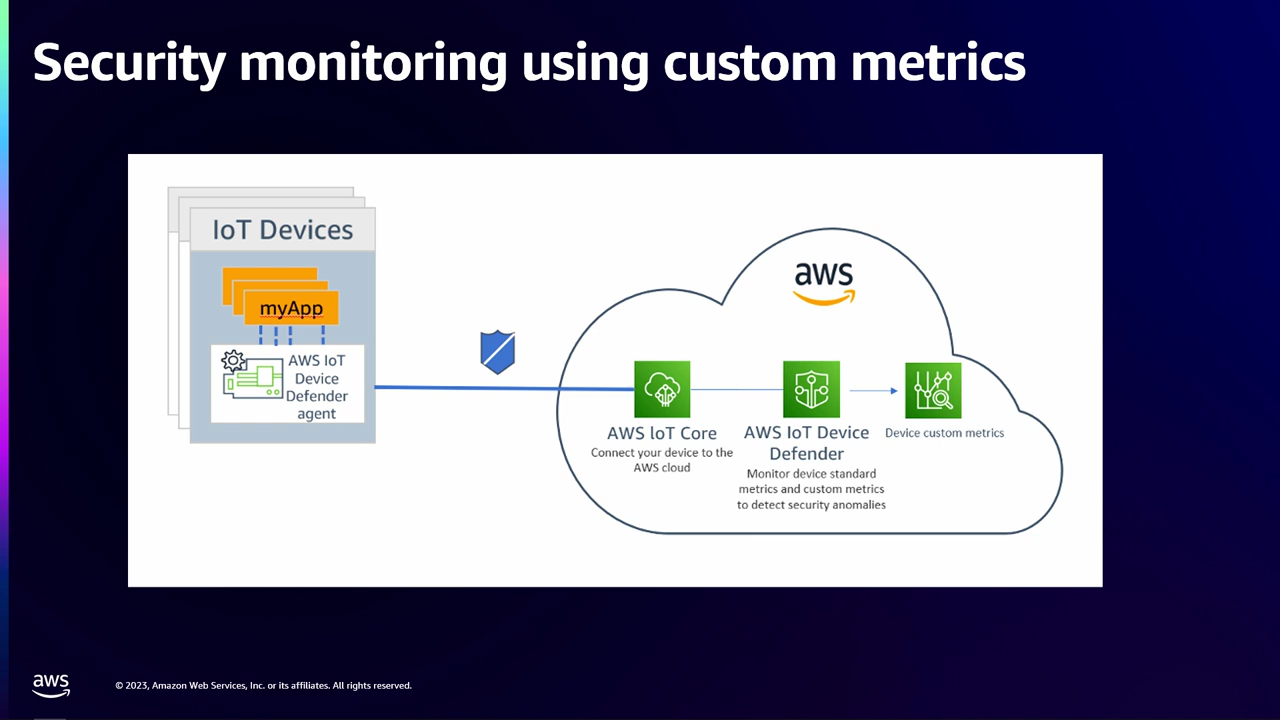 Security monitoring using custom metrics
IoT Devices
myApp
AWS IoT
Device
Defender
agent
aws
AWS IoT Core
Connect your device to the
AWS cloud
AWS IoT Device
Defender
Monitor device standard
metrics and custom metrics
to detect security anomalies
Device custom metrics
aws
© 2023, Amazon Web Services, Inc. or its affiliates. All rights reserved.